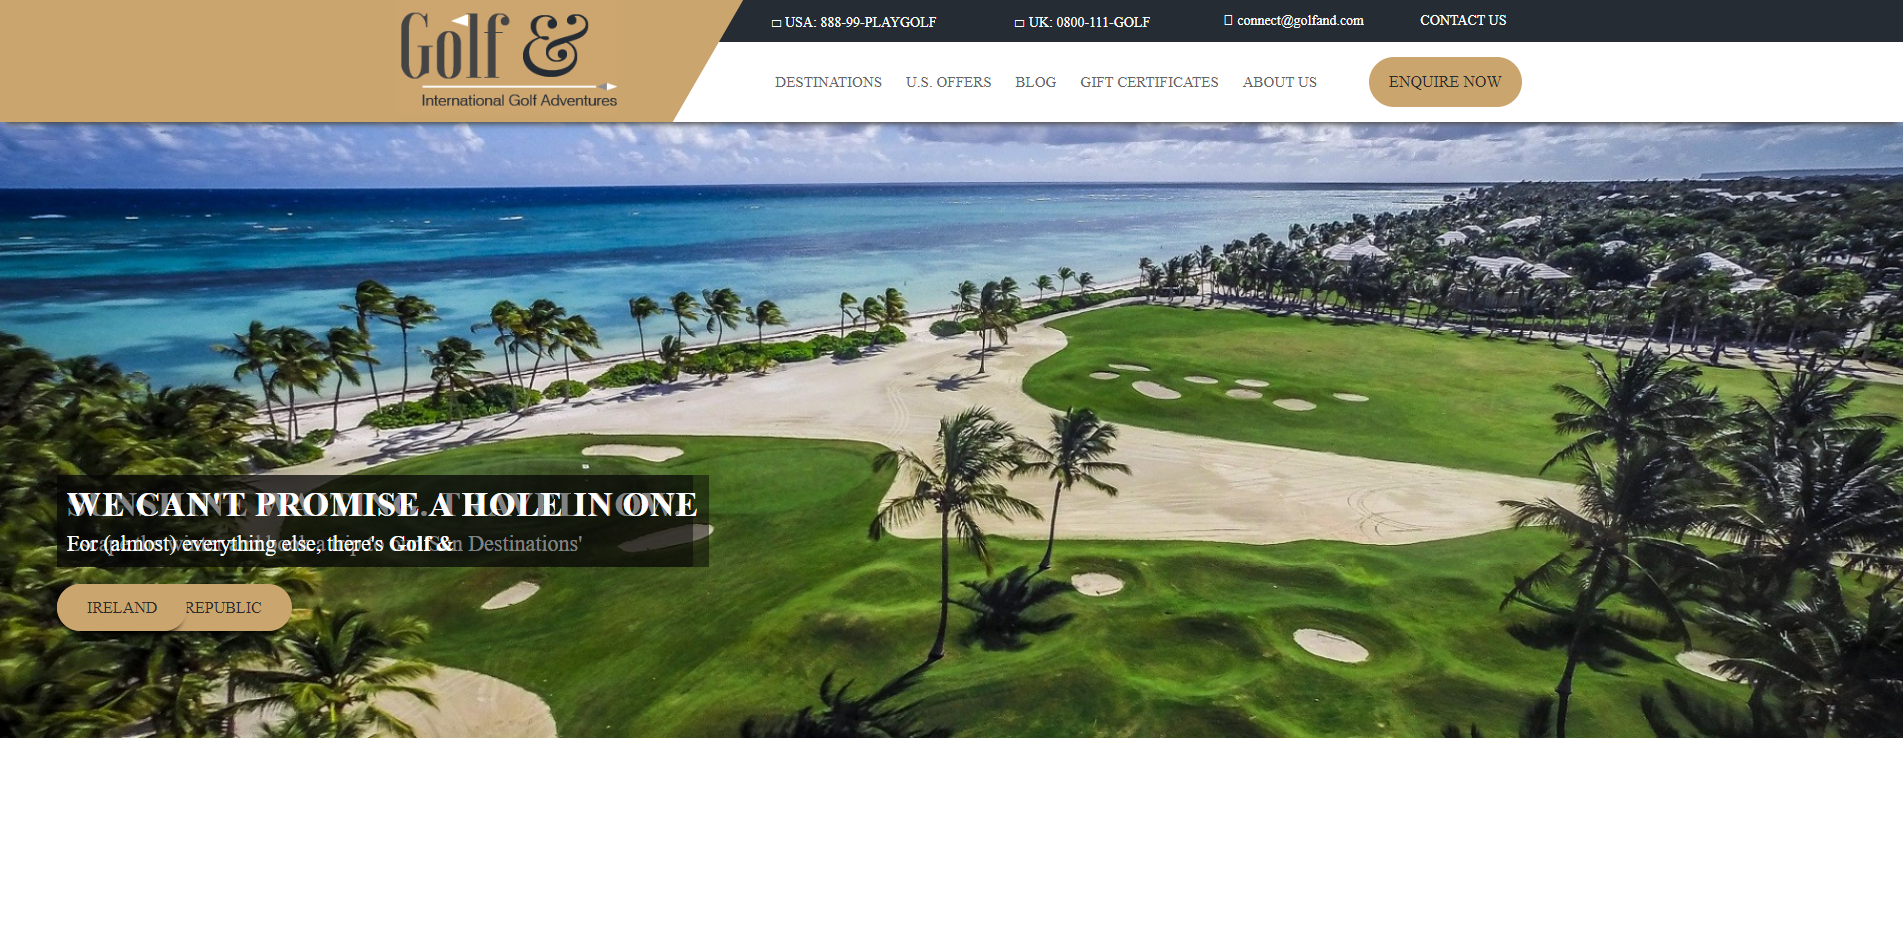 Golf &
International Golf Adventures
USA: 888-99-PLAYGOLF
UK: 0800-111-GOLF
connect@golfand.com
CONTACT US
DESTINATIONS
U.S. OFFERS
BLOG
GIFT CERTIFICATES
ABOUT US
ENQUIRE NOW
WE CAN'T PROMISE A HOLE IN ONE
For (almost) everything else, there's Golf &
Destinations'
IRELAND
REPUBLIC